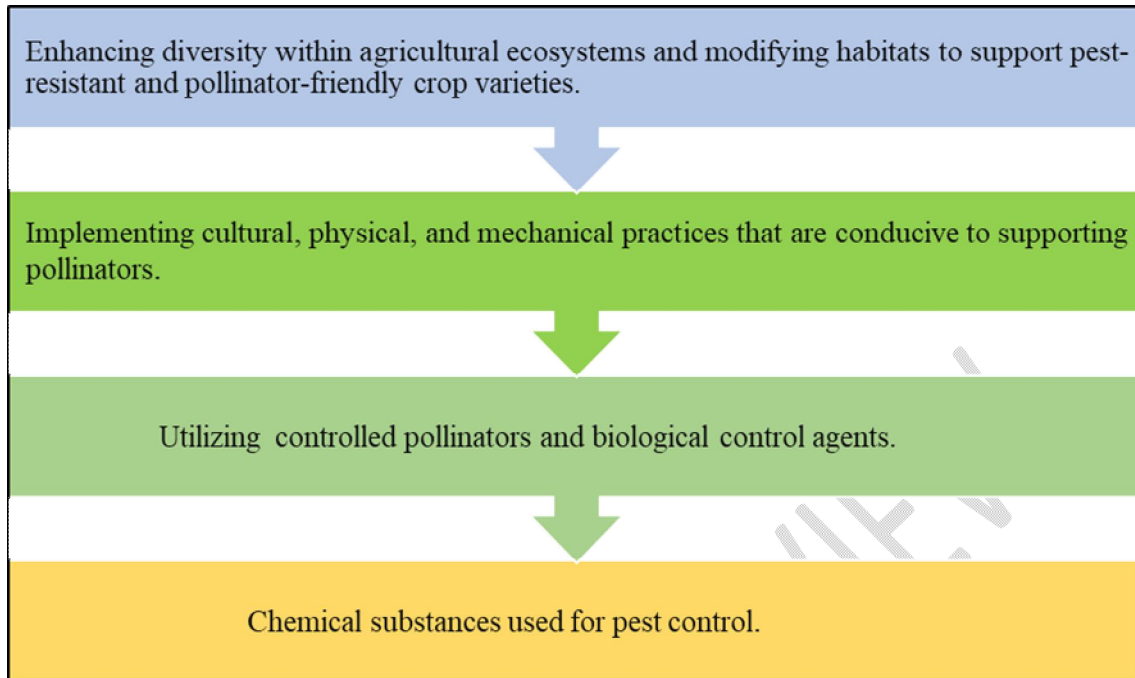 Enhancing diversity within agricultural ecosystems and modifying habitats to support pest-
resistant and pollinator-friendly crop varieties.
Implementing cultural, physical, and mechanical practices that are conducive to supporting
pollinators.
Utilizing controlled pollinators and biological control agents.
Chemical substances used for pest control.